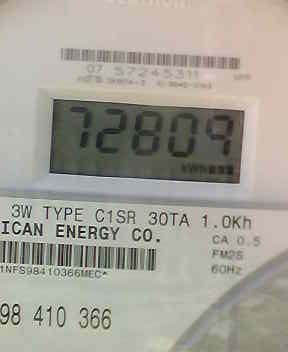 07 57245311
72809
kWh
3W TYPE C1SR 30TA 1.0Kh
ICAN ENERGY CO.
CA 0.5
FM2S
60Hz
1NFS98410366MEC*
98 410 366